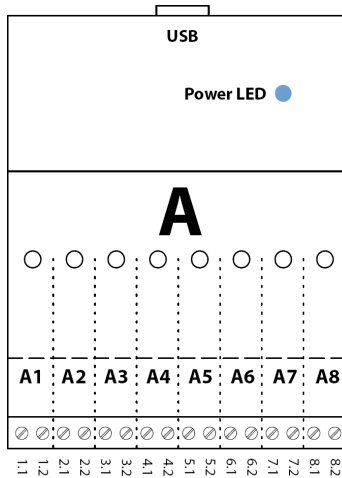 USB
Power LED
A
A1 A2 A3 A4 A5 A6 A7 A8
1.1 1.2 2.1 2.2 3.1 3.2 4.1 4.2 5.1 5.2 6.1 6.2 7.1 7.2 8.1 8.2